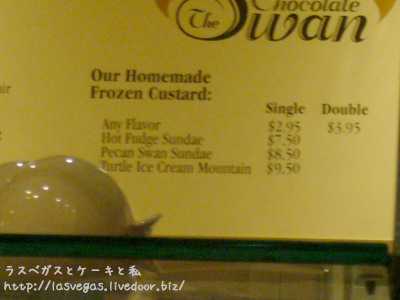 Chocolate
The Swan
Our Homemade
Frozen Custard:
Single Double
Any Flavor $2.95 $3.95
Hot Fudge Sundae $7.50
Pecan Swan Sundae $8.50
Turtle Ice Cream Mountain $9.50
ラスベガスとケーキと私
http://lasvegas.livedoor.biz/